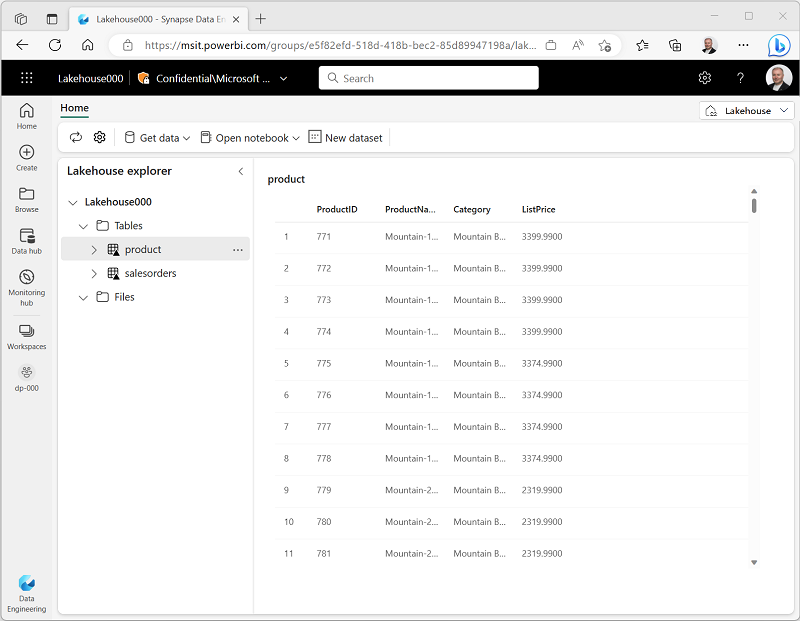 Lakehouse000 - Synapse Data En
https://msit.powerbi.com/groups/e5f82efd-518d-418b-bec2-85d89947198a/lak...
Lakehouse000 Confidential\Microsoft ... Search ?
Home
Lakehouse
Get data Open notebook New dataset
Home
Create
Browse
Data hub
Monitoring
hub
Workspaces
dp-000
Data
Engineering
Lakehouse explorer
Lakehouse000
Tables
product ...
salesorders
Files
product
ProductID ProductNa... Category ListPrice
1 771 Mountain-1... Mountain B... 3399.9900
2 772 Mountain-1... Mountain B... 3399.9900
3 773 Mountain-1... Mountain B... 3399.9900
4 774 Mountain-1... Mountain B... 3399.9900
5 775 Mountain-1... Mountain B... 3374.9900
6 776 Mountain-1... Mountain B... 3374.9900
7 777 Mountain-1... Mountain B... 3374.9900
8 778 Mountain-1... Mountain B... 3374.9900
9 779 Mountain-2... Mountain B... 2319.9900
10 780 Mountain-2... Mountain B... 2319.9900
11 781 Mountain-2... Mountain B... 2319.9900